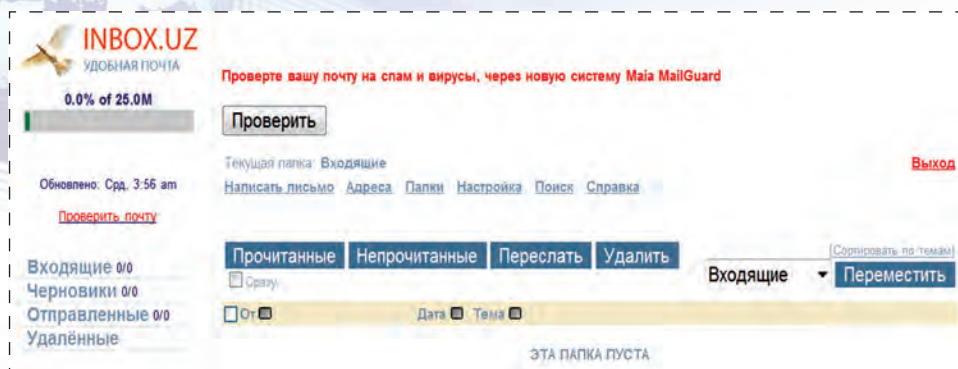 INBOX.UZ
УДОБНАЯ ПОЧТА
0.0% of 25.0M
Обновлено: Срд, 3:56 am
Проверить почту
Входящие 0/0
Черновики 0/0
Отправленные 0/0
Удалённые
Проверте вашу почту на спам и вирусы, через новую систему Maia MailGuard
Проверить
Текущая папка: Входящие
Выход
Написать письмо Адреса Папки Настройка Поиск Справка
Прочитанные Непрочитанные Переслать Удалить
Сразу
[Сортировать по темам]
Входящие Переместить
От Дата Тема
ЭТА ПАПКА ПУСТА